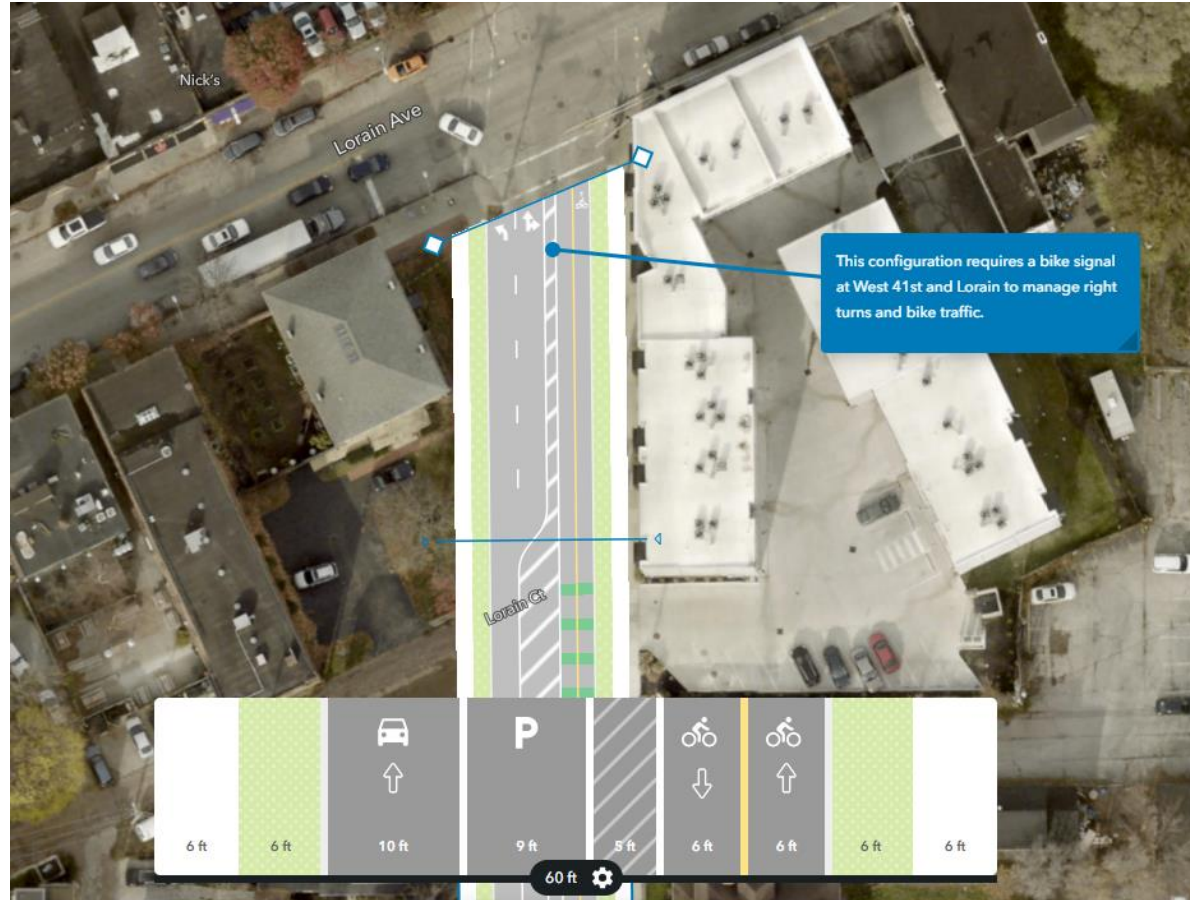 Nick's
Lorain Ave
This configuration requires a bike signal
at West 41st and Lorain to manage right
turns and bike traffic.
Lorain Ct
P
6 ft 6 ft 10 ft 9 ft 5 ft 6 ft 6 ft 6 ft 6 ft
60 ft